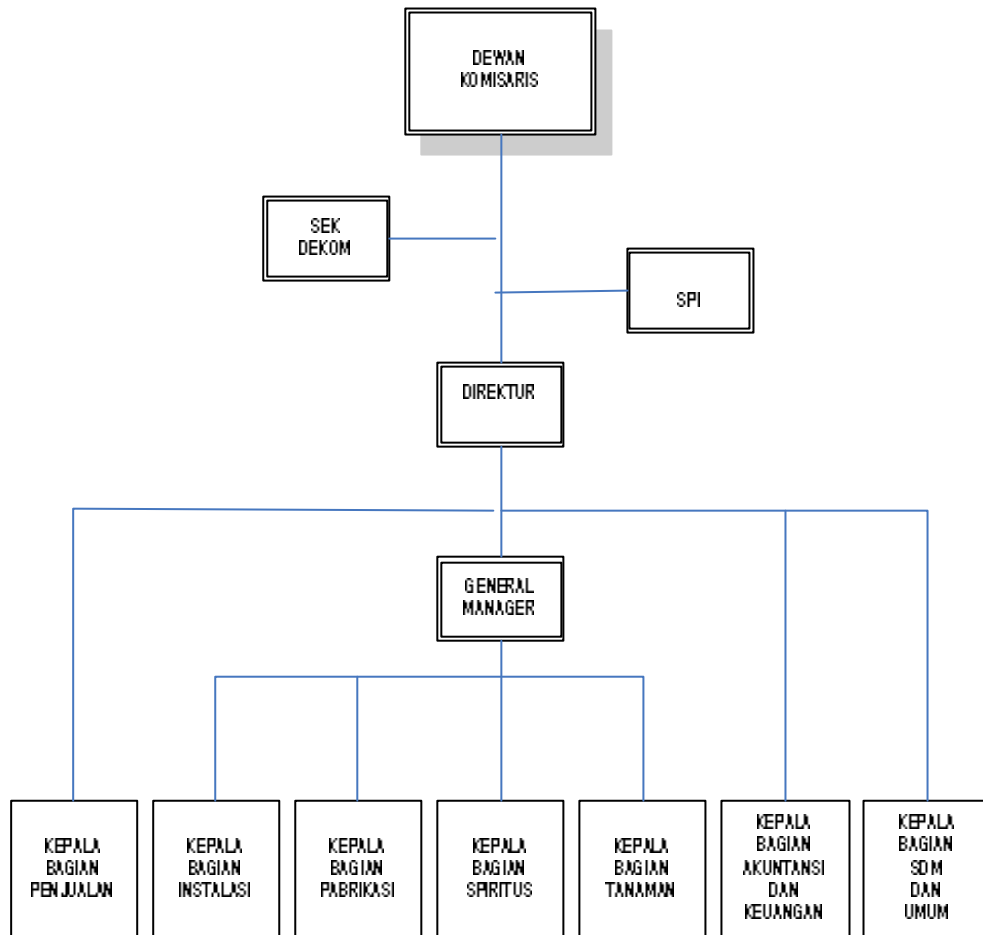 DEWAN
KOMISARIS
SEK
DEKOM
SPI
DIREKTUR
GENERAL
MANAGER
KEPALA
BAGIAN
PENJUALAN
KEPALA
BAGIAN
INSTALASI
KEPALA
BAGIAN
PABRIKASI
KEPALA
BAGIAN
SPIRITUS
KEPALA
BAGIAN
TANAMAN
KEPALA
BAGIAN
AKUNTANSI
DAN
KEUANGAN
KEPALA
BAGIAN
SDM
DAN
UMUM